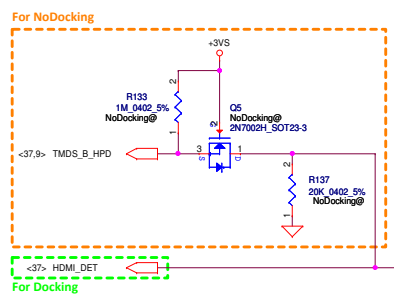 For NoDocking
+3VS
2
R133
1M_0402_5%
NoDocking@
1
Q5
NoDocking@
2N7002H_SOT23-3
2
<37,9> TMDS_B_HPD
3
S
D
1
2
R137
20K_0402_5%
NoDocking@
1
<37> HDMI_DET
For Docking